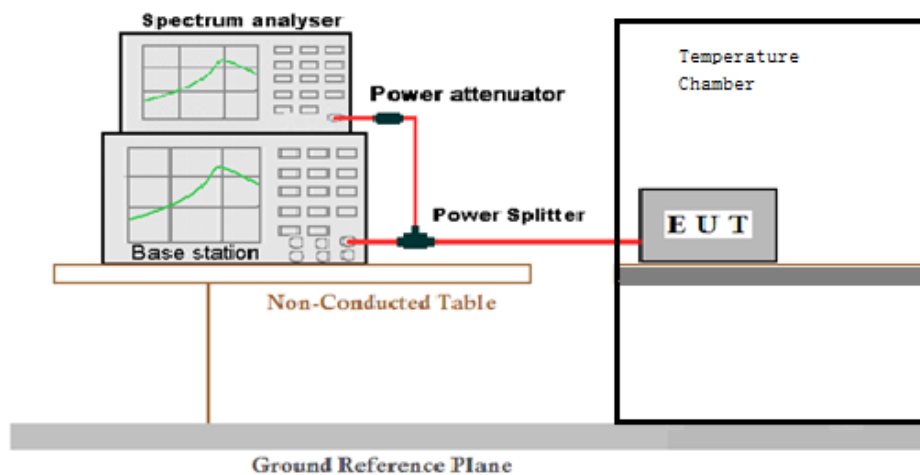 Spectrum analyser
Temperature
Chamber
Power attenuator
Power Splitter
E U T
Base station
Non-Conducted Table
Ground Reference Plane